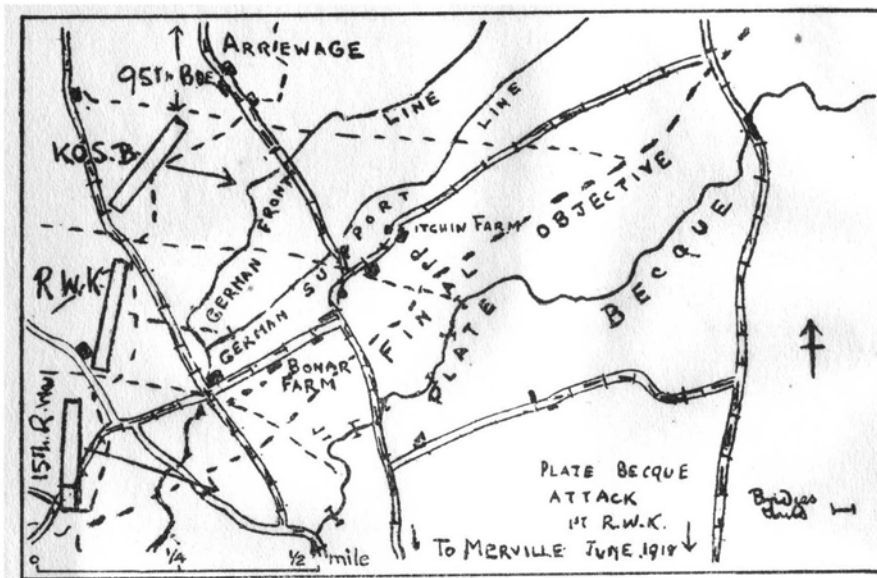 ARRIEWAGE
95TH BDE
LINE
LINE
K.O.S.B.
GERMAN FRONT
GERMAN SUPPORT
ITCHIN FARM
OBJECTIVE
FINAL
R.W.K.
PLATE BECQUE
BONAR
FARM
15TH. R.
PLATE BECQUE
ATTACK
1ST R.W.K.
TO MERVILLE JUNE. 1918
Bridges
0 1/4 1/2 mile